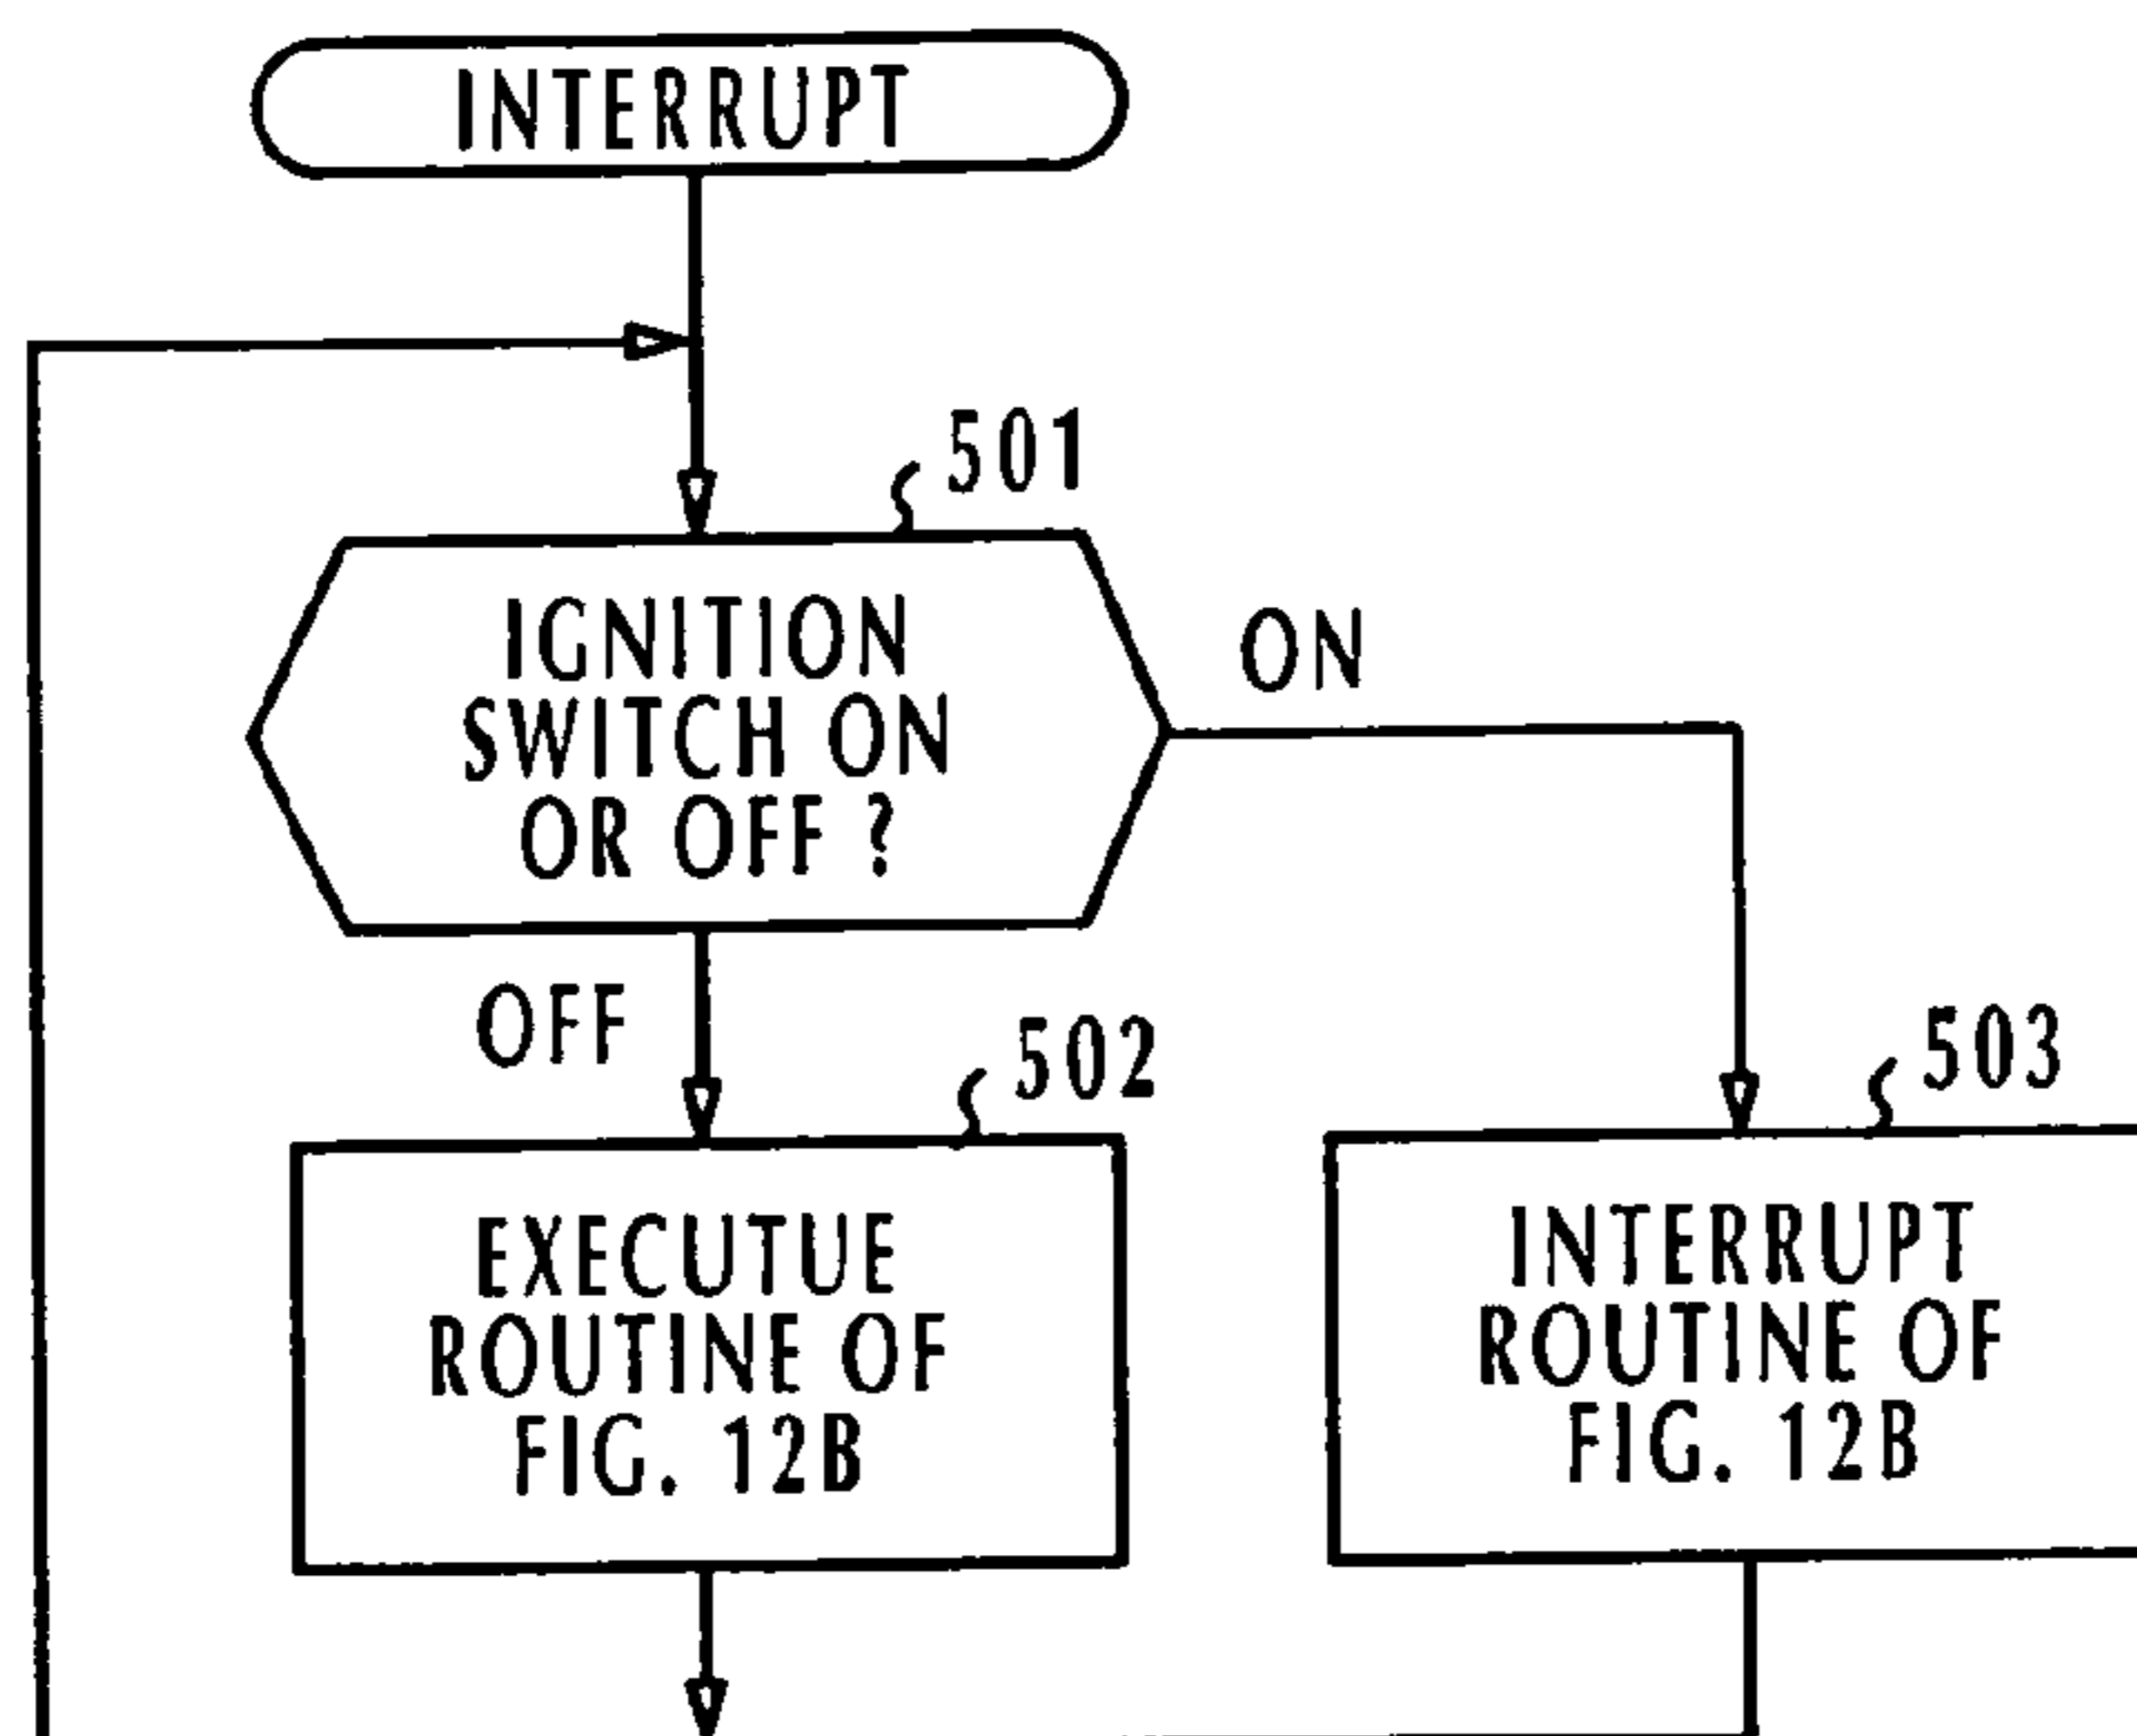 INTERRUPT
501
IGNITION
SWITCH ON
OR OFF ?
ON
OFF
502
503
EXECUTUE
ROUTINE OF
FIG. 12B
INTERRUPT
ROUTINE OF
FIG. 12B